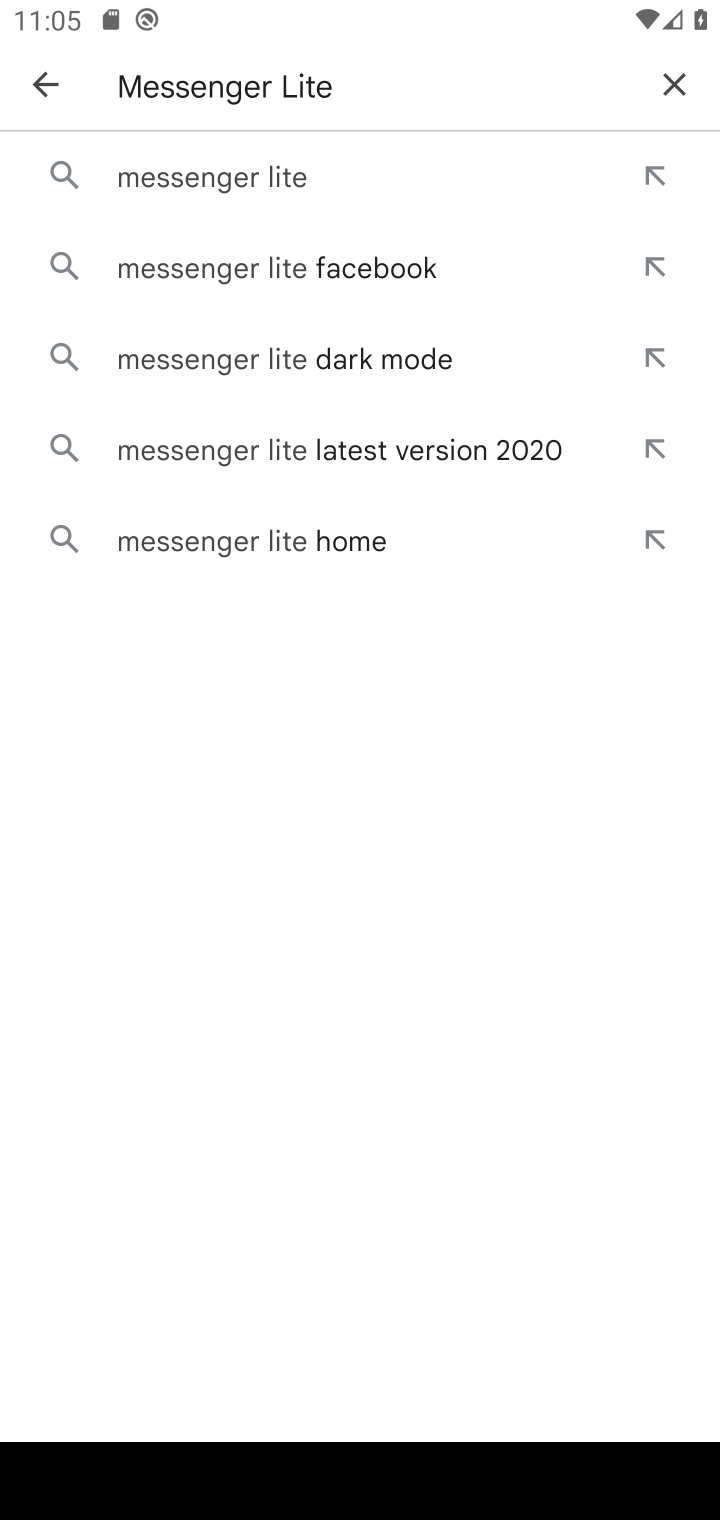 11:05
Messenger Lite
messenger lite
messenger lite facebook
messenger lite dark mode
messenger lite latest version 2020
messenger lite home